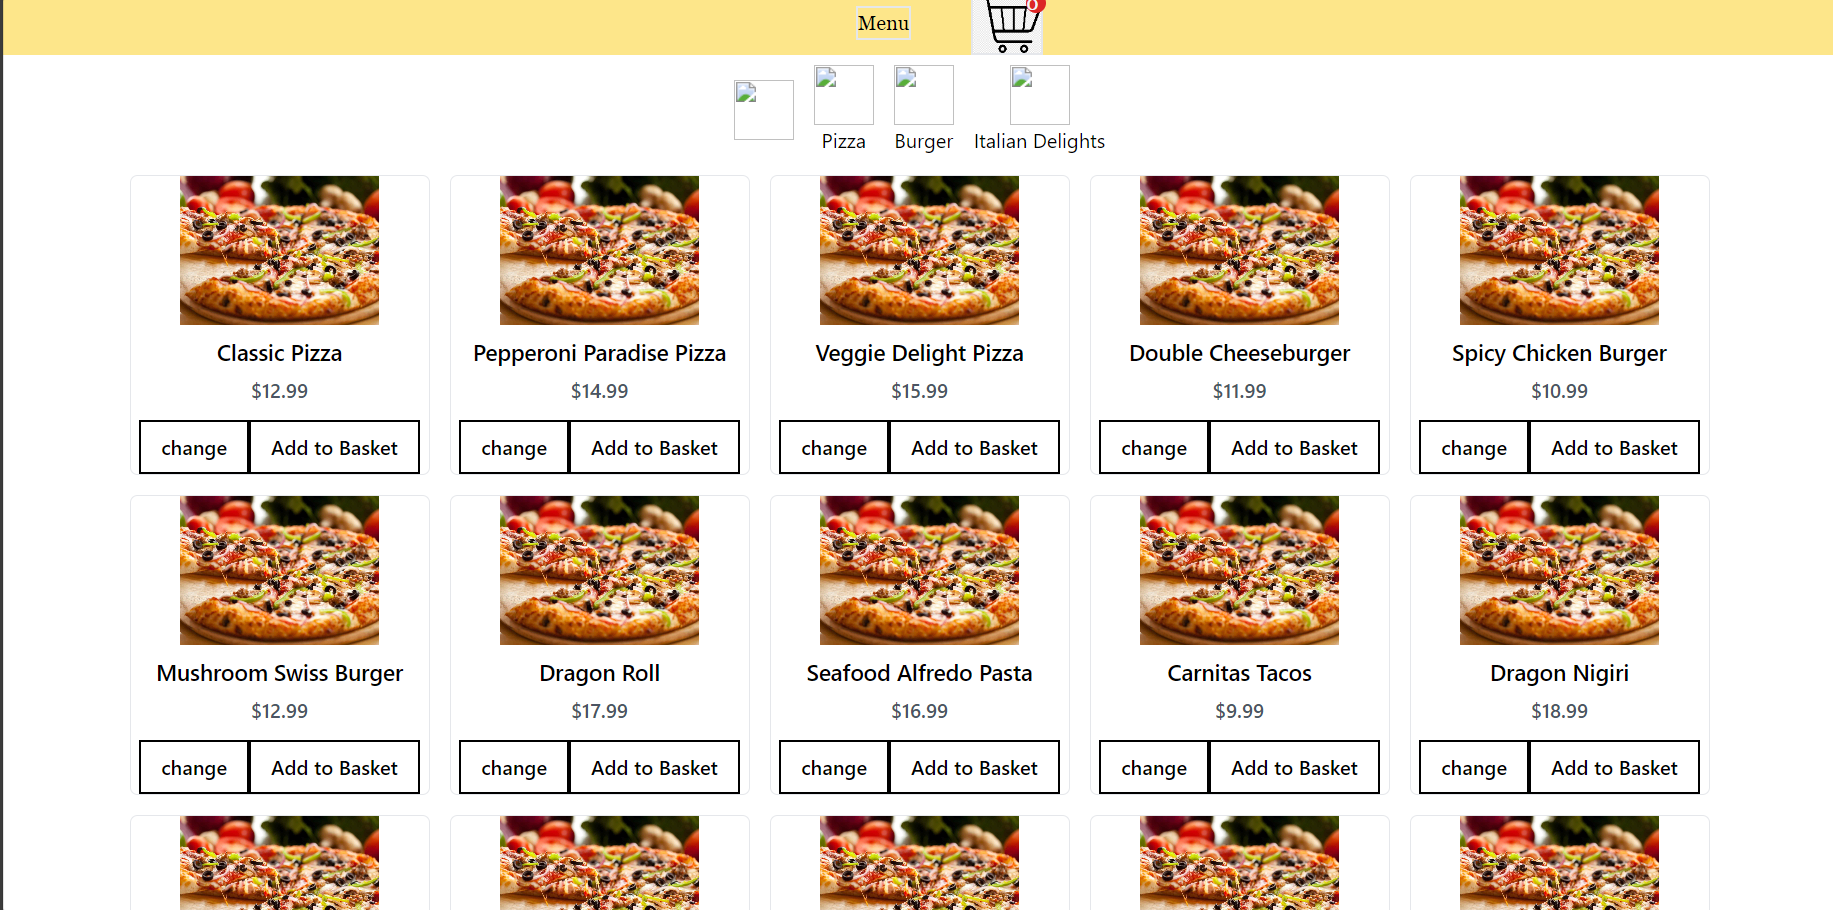 Menu
0
Pizza Burger Italian Delights
Classic Pizza Pepperoni Paradise Pizza Veggie Delight Pizza Double Cheeseburger Spicy Chicken Burger
$12.99 $14.99 $15.99 $11.99 $10.99
change Add to Basket change Add to Basket change Add to Basket change Add to Basket change Add to Basket
Mushroom Swiss Burger Dragon Roll Seafood Alfredo Pasta Carnitas Tacos Dragon Nigiri
$12.99 $17.99 $16.99 $9.99 $18.99
change Add to Basket change Add to Basket change Add to Basket change Add to Basket change Add to Basket